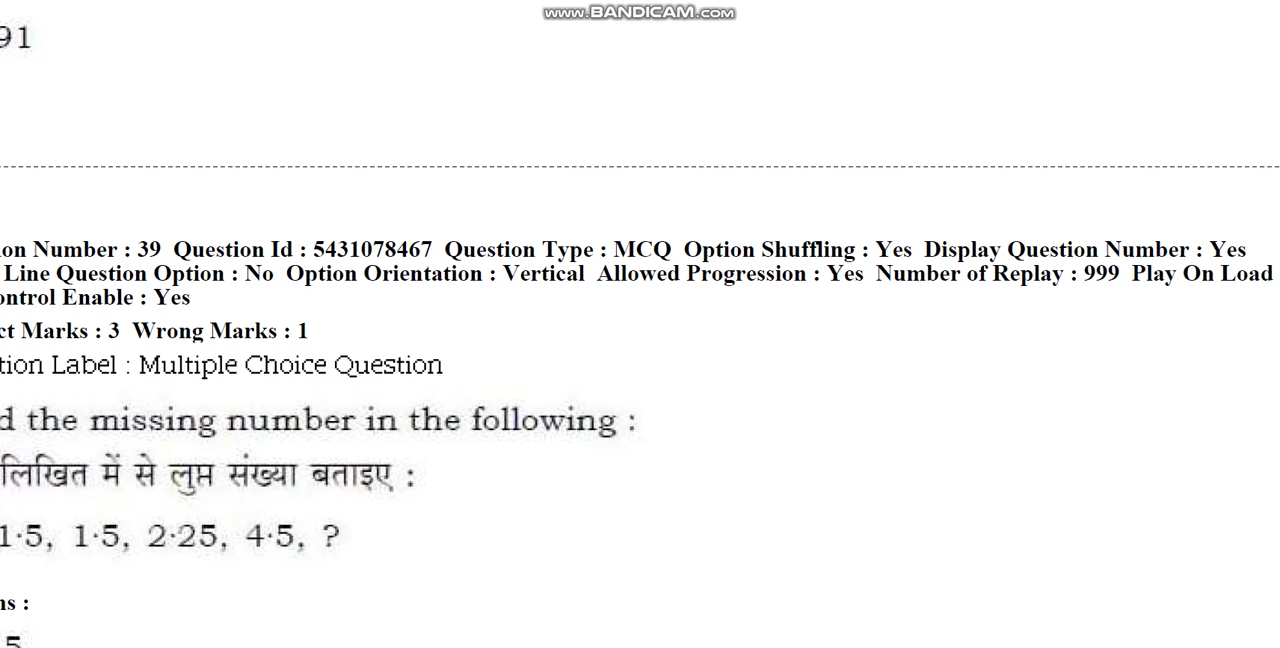 www.BANDICAM.com
91
on Number : 39 Question Id : 5431078467 Question Type : MCQ Option Shuffling : Yes Display Question Number : Yes
Line Question Option : No Option Orientation : Vertical Allowed Progression : Yes Number of Replay : 999 Play On Load
ontrol Enable : Yes
ct Marks : 3 Wrong Marks : 1
tion Label : Multiple Choice Question
d the missing number in the following :
लिखित में से लुप्त संख्या बताइए :
1·5, 1·5, 2·25, 4·5, ?
ns :
5